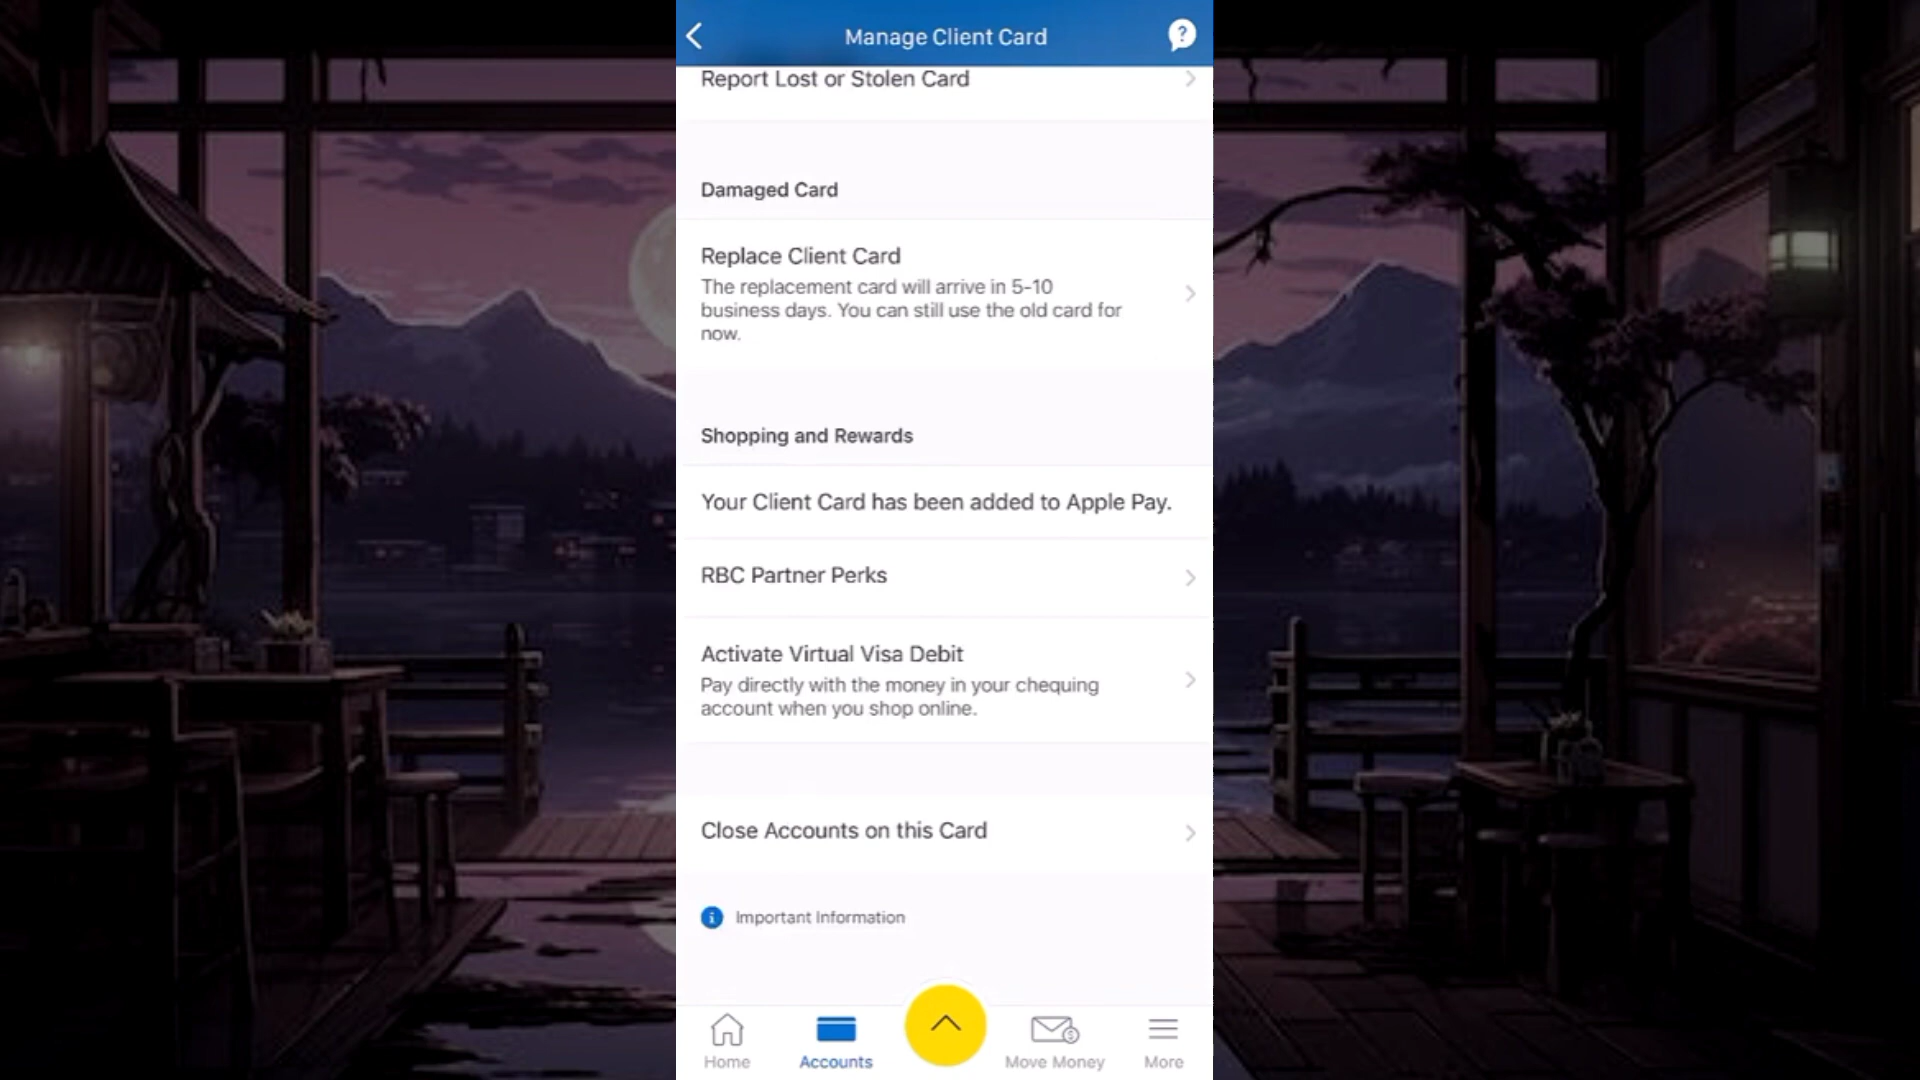 Manage Client Card
?
Report Lost or Stolen Card
Damaged Card
Replace Client Card
The replacement card will arrive in 5-10
business days. You can still use the old card for
now.
Shopping and Rewards
Your Client Card has been added to Apple Pay.
RBC Partner Perks
Activate Virtual Visa Debit
Pay directly with the money in your chequing
account when you shop online.
Close Accounts on this Card
i Important Information
$
Home Accounts Move Money More